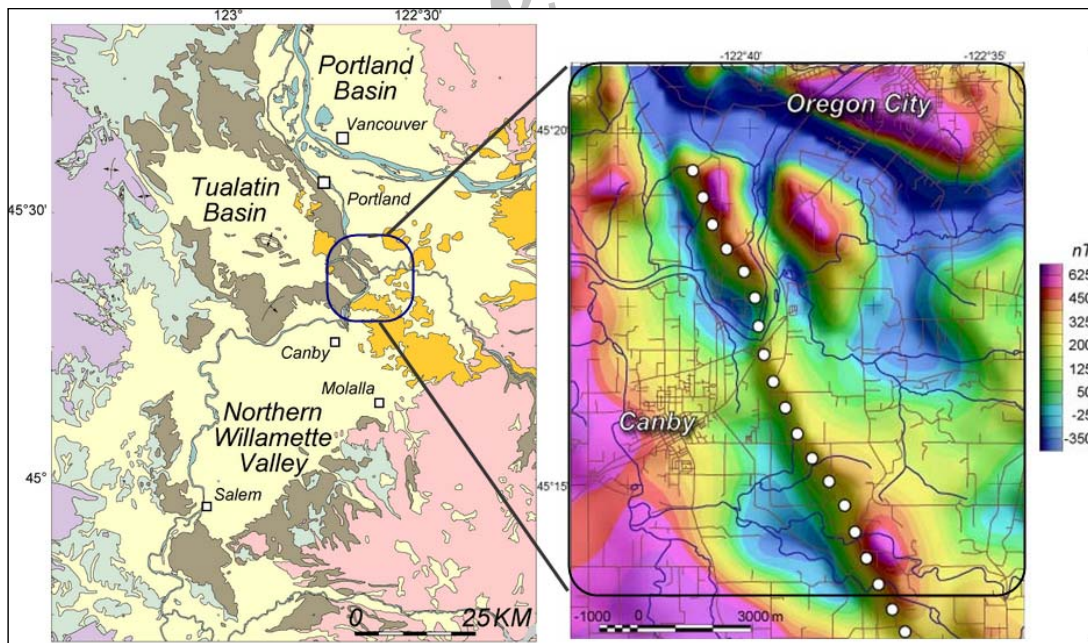 123°
122°30'
Portland
Basin
Vancouver
Tualatin
Basin
Portland
45°30'
Canby
Molalla
Northern
Willamette
Valley
45°
Salem
0 25KM
-122°40'
-122°35'
Oregon City
45°20'
Canby
45°15'
-1000 0 3000 m
nT
625
450
300
200
125
50
-25
-350